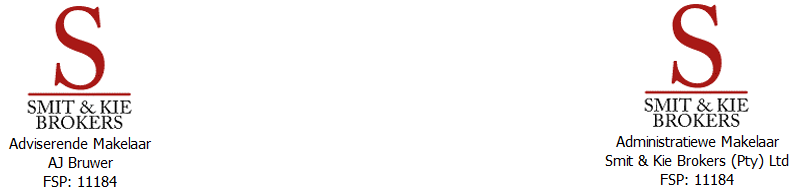 S
SMIT & KIE
BROKERS
Adviserende Makelaar
AJ Bruwer
FSP: 11184
S
SMIT & KIE
BROKERS
Administratiewe Makelaar
Smit & Kie Brokers (Pty) Ltd
FSP: 11184